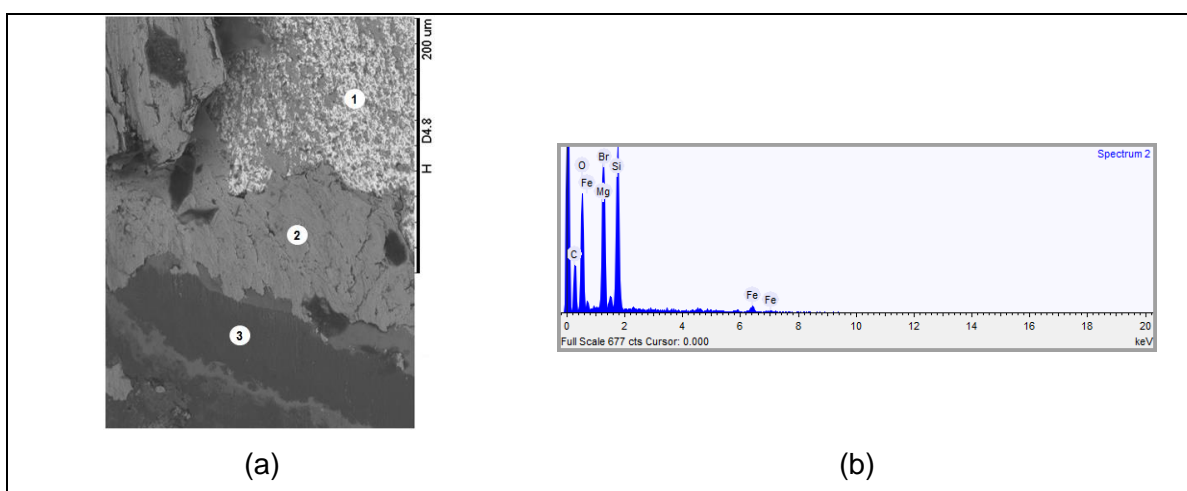 1
2
3
200 um
D4.8
H
Spectrum 2
O
Br
Fe
Si
Mg
C
Fe
Fe
0 2 4 6 8 10 12 14 16 18 20
Full Scale 677 cts Cursor: 0.000
keV
(a)
(b)